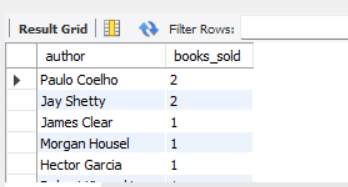 Result Grid Filter Rows:
author books_sold
Paulo Coelho 2
Jay Shetty 2
James Clear 1
Morgan Housel 1
Hector Garcia 1